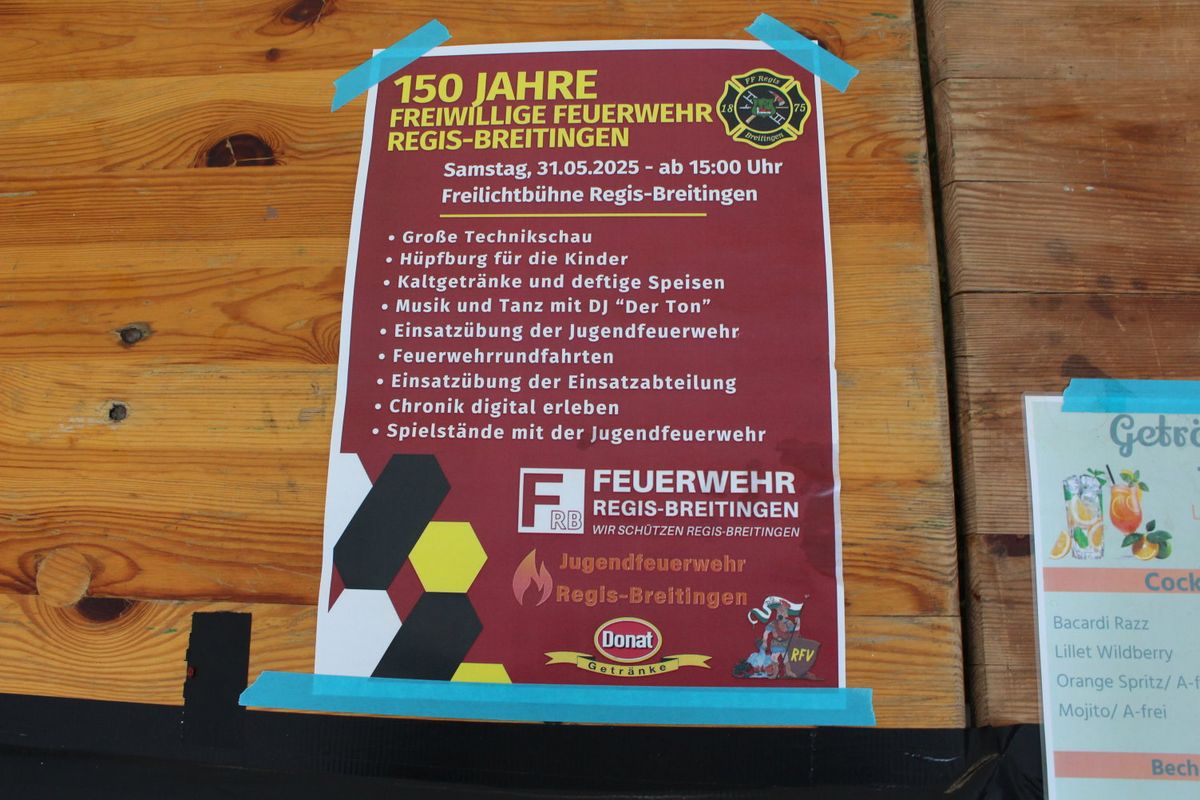 150 JAHRE
FREIWILLIGE FEUERWEHR
REGIS-BREITINGEN
FF Regis
18 75
Breitingen
Samstag, 31.05.2025 - ab 15:00 Uhr
Freilichtbühne Regis-Breitingen
• Große Technikschau
• Hüpfburg für die Kinder
• Kaltgetränke und deftige Speisen
• Musik und Tanz mit DJ “Der Ton”
• Einsatzübung der Jugendfeuerwehr
• Feuerwehrrundfahrten
• Einsatzübung der Einsatzabteilung
• Chronik digital erleben
• Spielstände mit der Jugendfeuerwehr
FRB
FEUERWEHR
REGIS-BREITINGEN
WIR SCHÜTZEN REGIS-BREITINGEN
Jugendfeuerwehr
Regis-Breitingen
Donat
Getränke
RFV
Geträ
Cock
Bacardi Razz
Lillet Wildberry
Orange Spritz/ A-f
Mojito/ A-frei
Bech